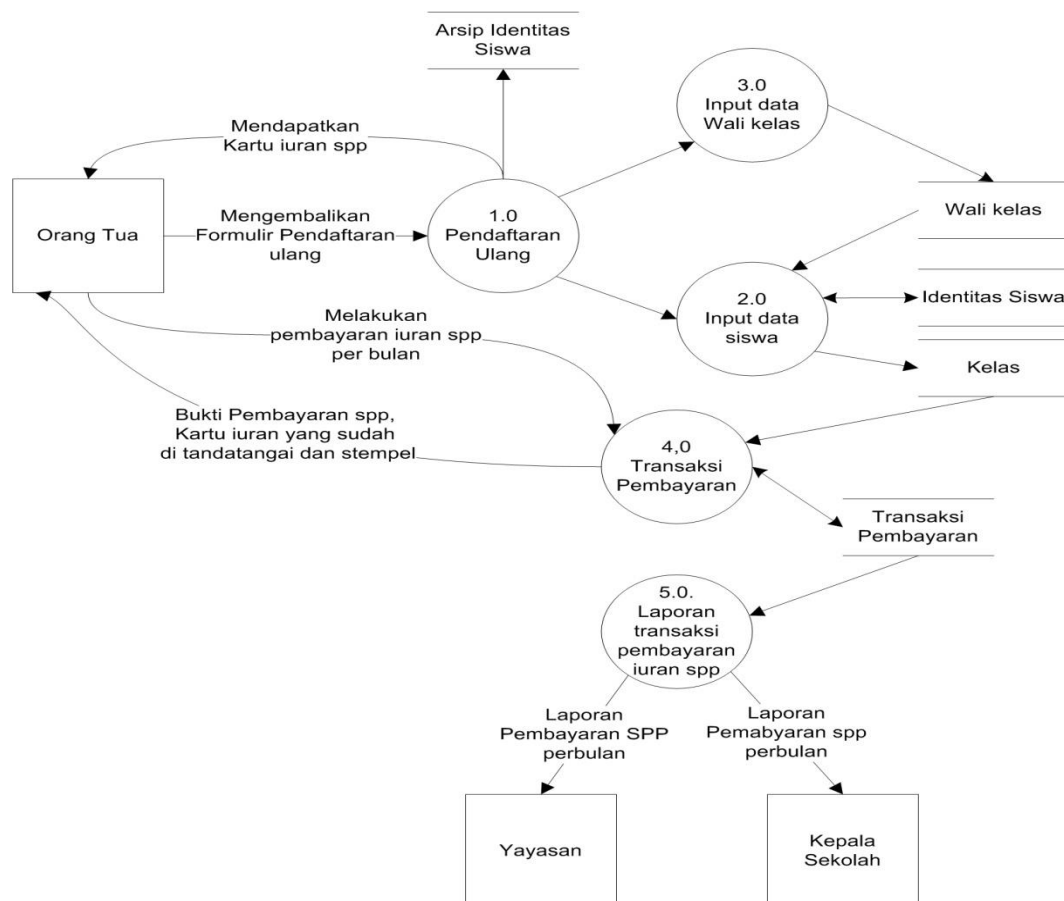 Arsip Identitas
Siswa
3.0
Input data
Wali kelas
Mendapatkan
Kartu iuran spp
Orang Tua
Mengembalikan
Formulir Pendaftaran
ulang
1.0
Pendaftaran
Ulang
Wali kelas
2.0
Input data
siswa
Identitas Siswa
Kelas
Melakukan
pembayaran iuran spp
per bulan
Bukti Pembayaran spp,
Kartu iuran yang sudah
di tandatangai dan stempel
4,0
Transaksi
Pembayaran
Transaksi
Pembayaran
5.0.
Laporan
transaksi
pembayaran
iuran spp
Laporan
Pembayaran SPP
perbulan
Laporan
Pemabyaran spp
perbulan
Yayasan
Kepala
Sekolah